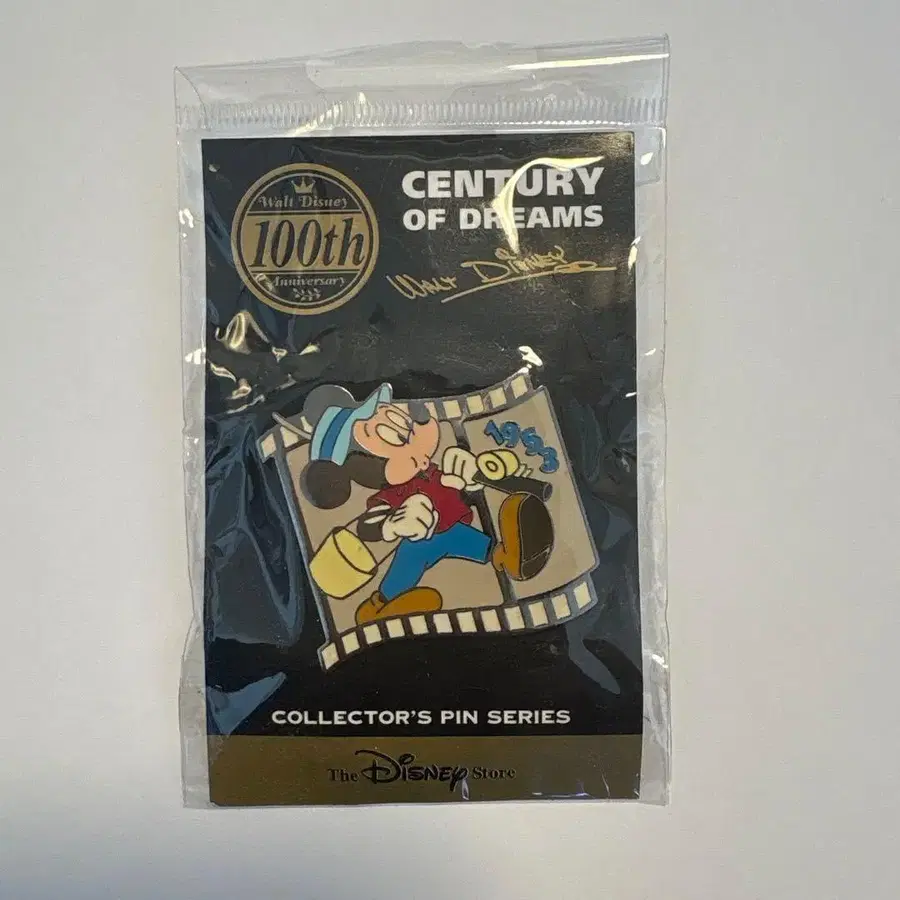 Walt Disney
100th
Anniversary
CENTURY
OF DREAMS
WALT DISNEY
1953
COLLECTOR'S PIN SERIES
The Disney Store